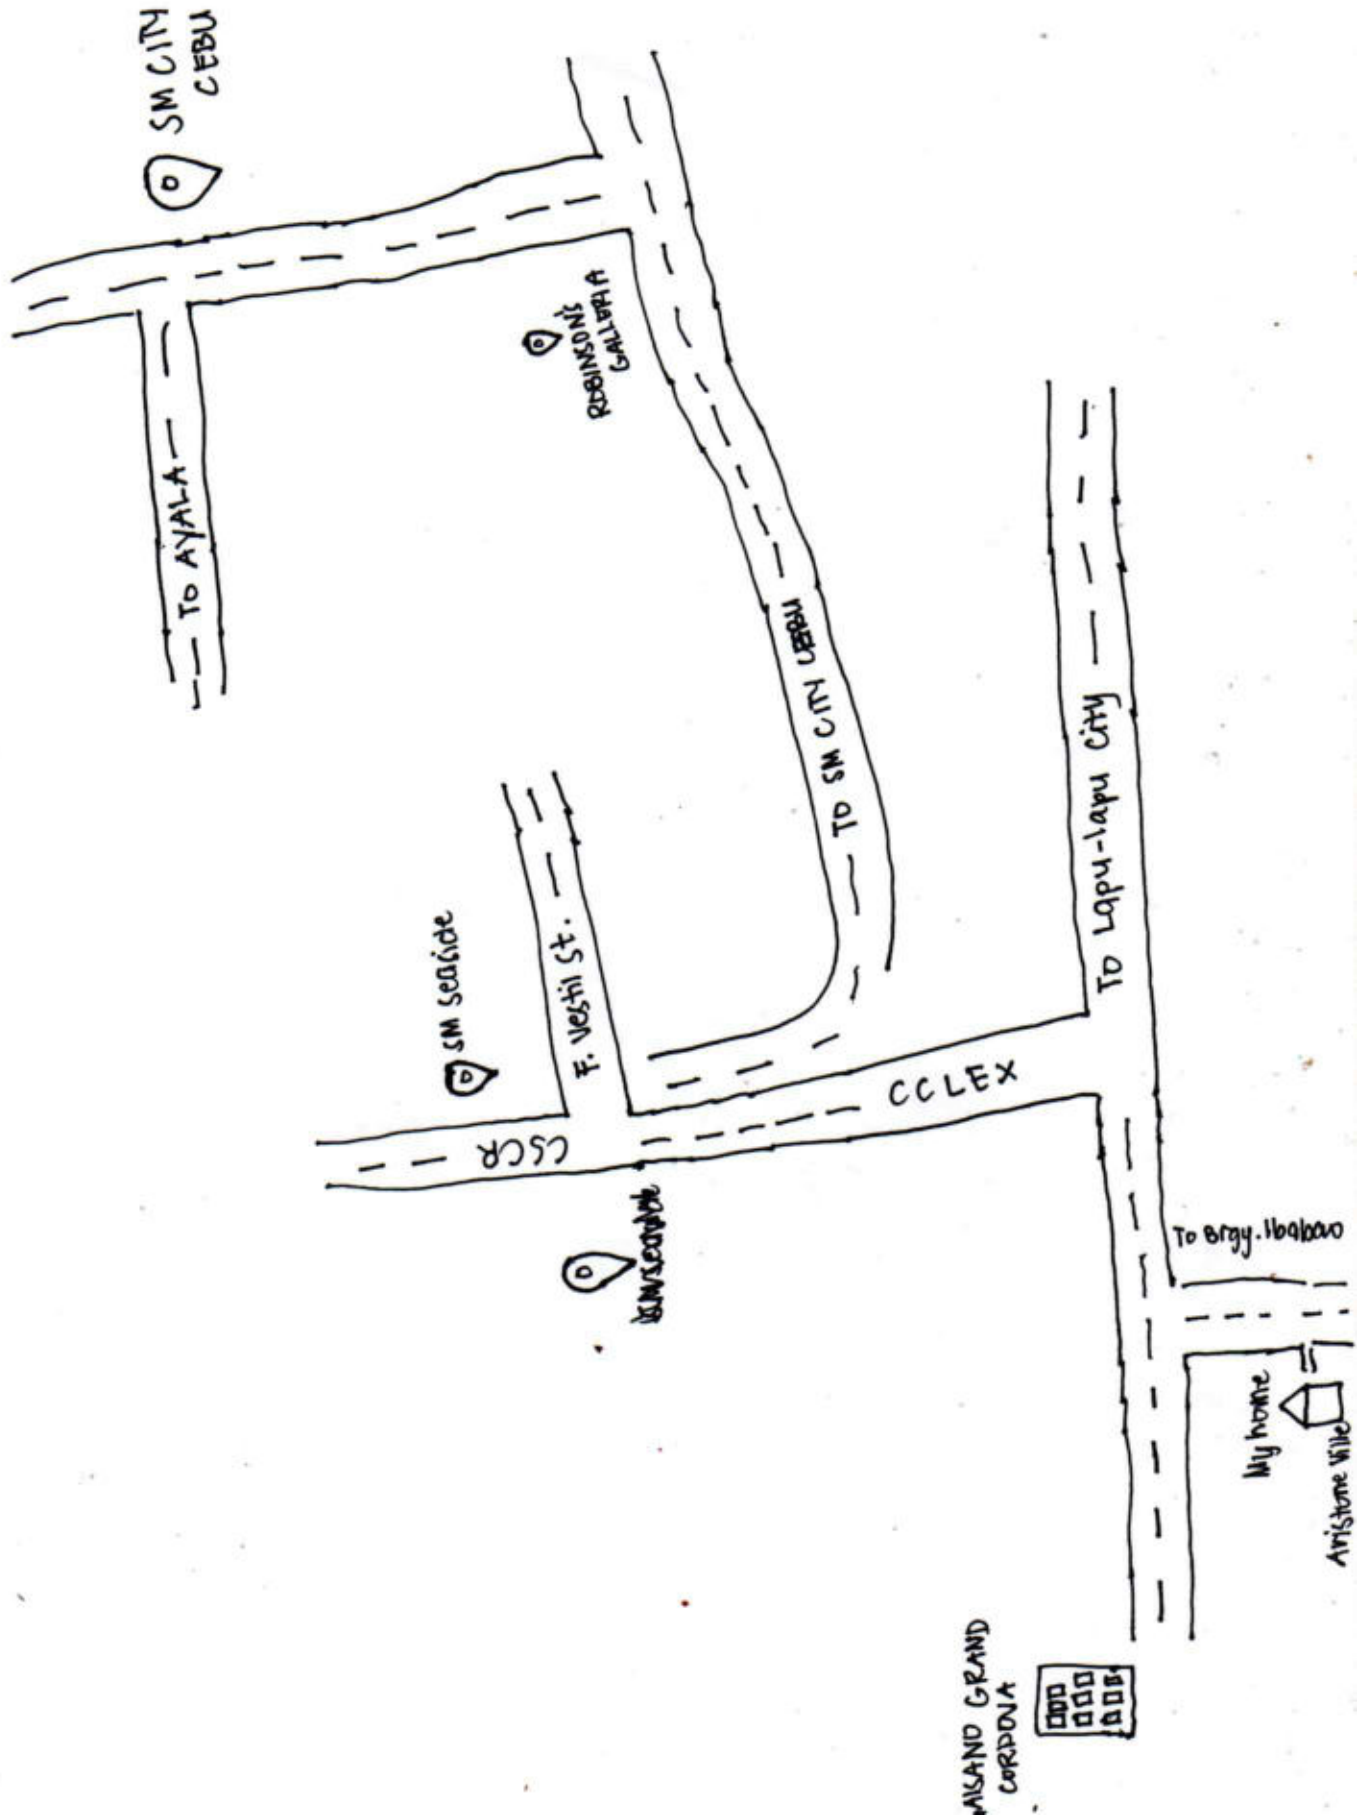 SM CITY
CEBU
TO AYALA
ROBINSON'S
GALLERIA
TO SM CITY CEBU
SM Seaside
F. Vestil St.
CSCR
CCLEX
To Lapu-lapu City
To Brgy. Ibabao
My home
Aristone Ville
GRAND
CORDOVA